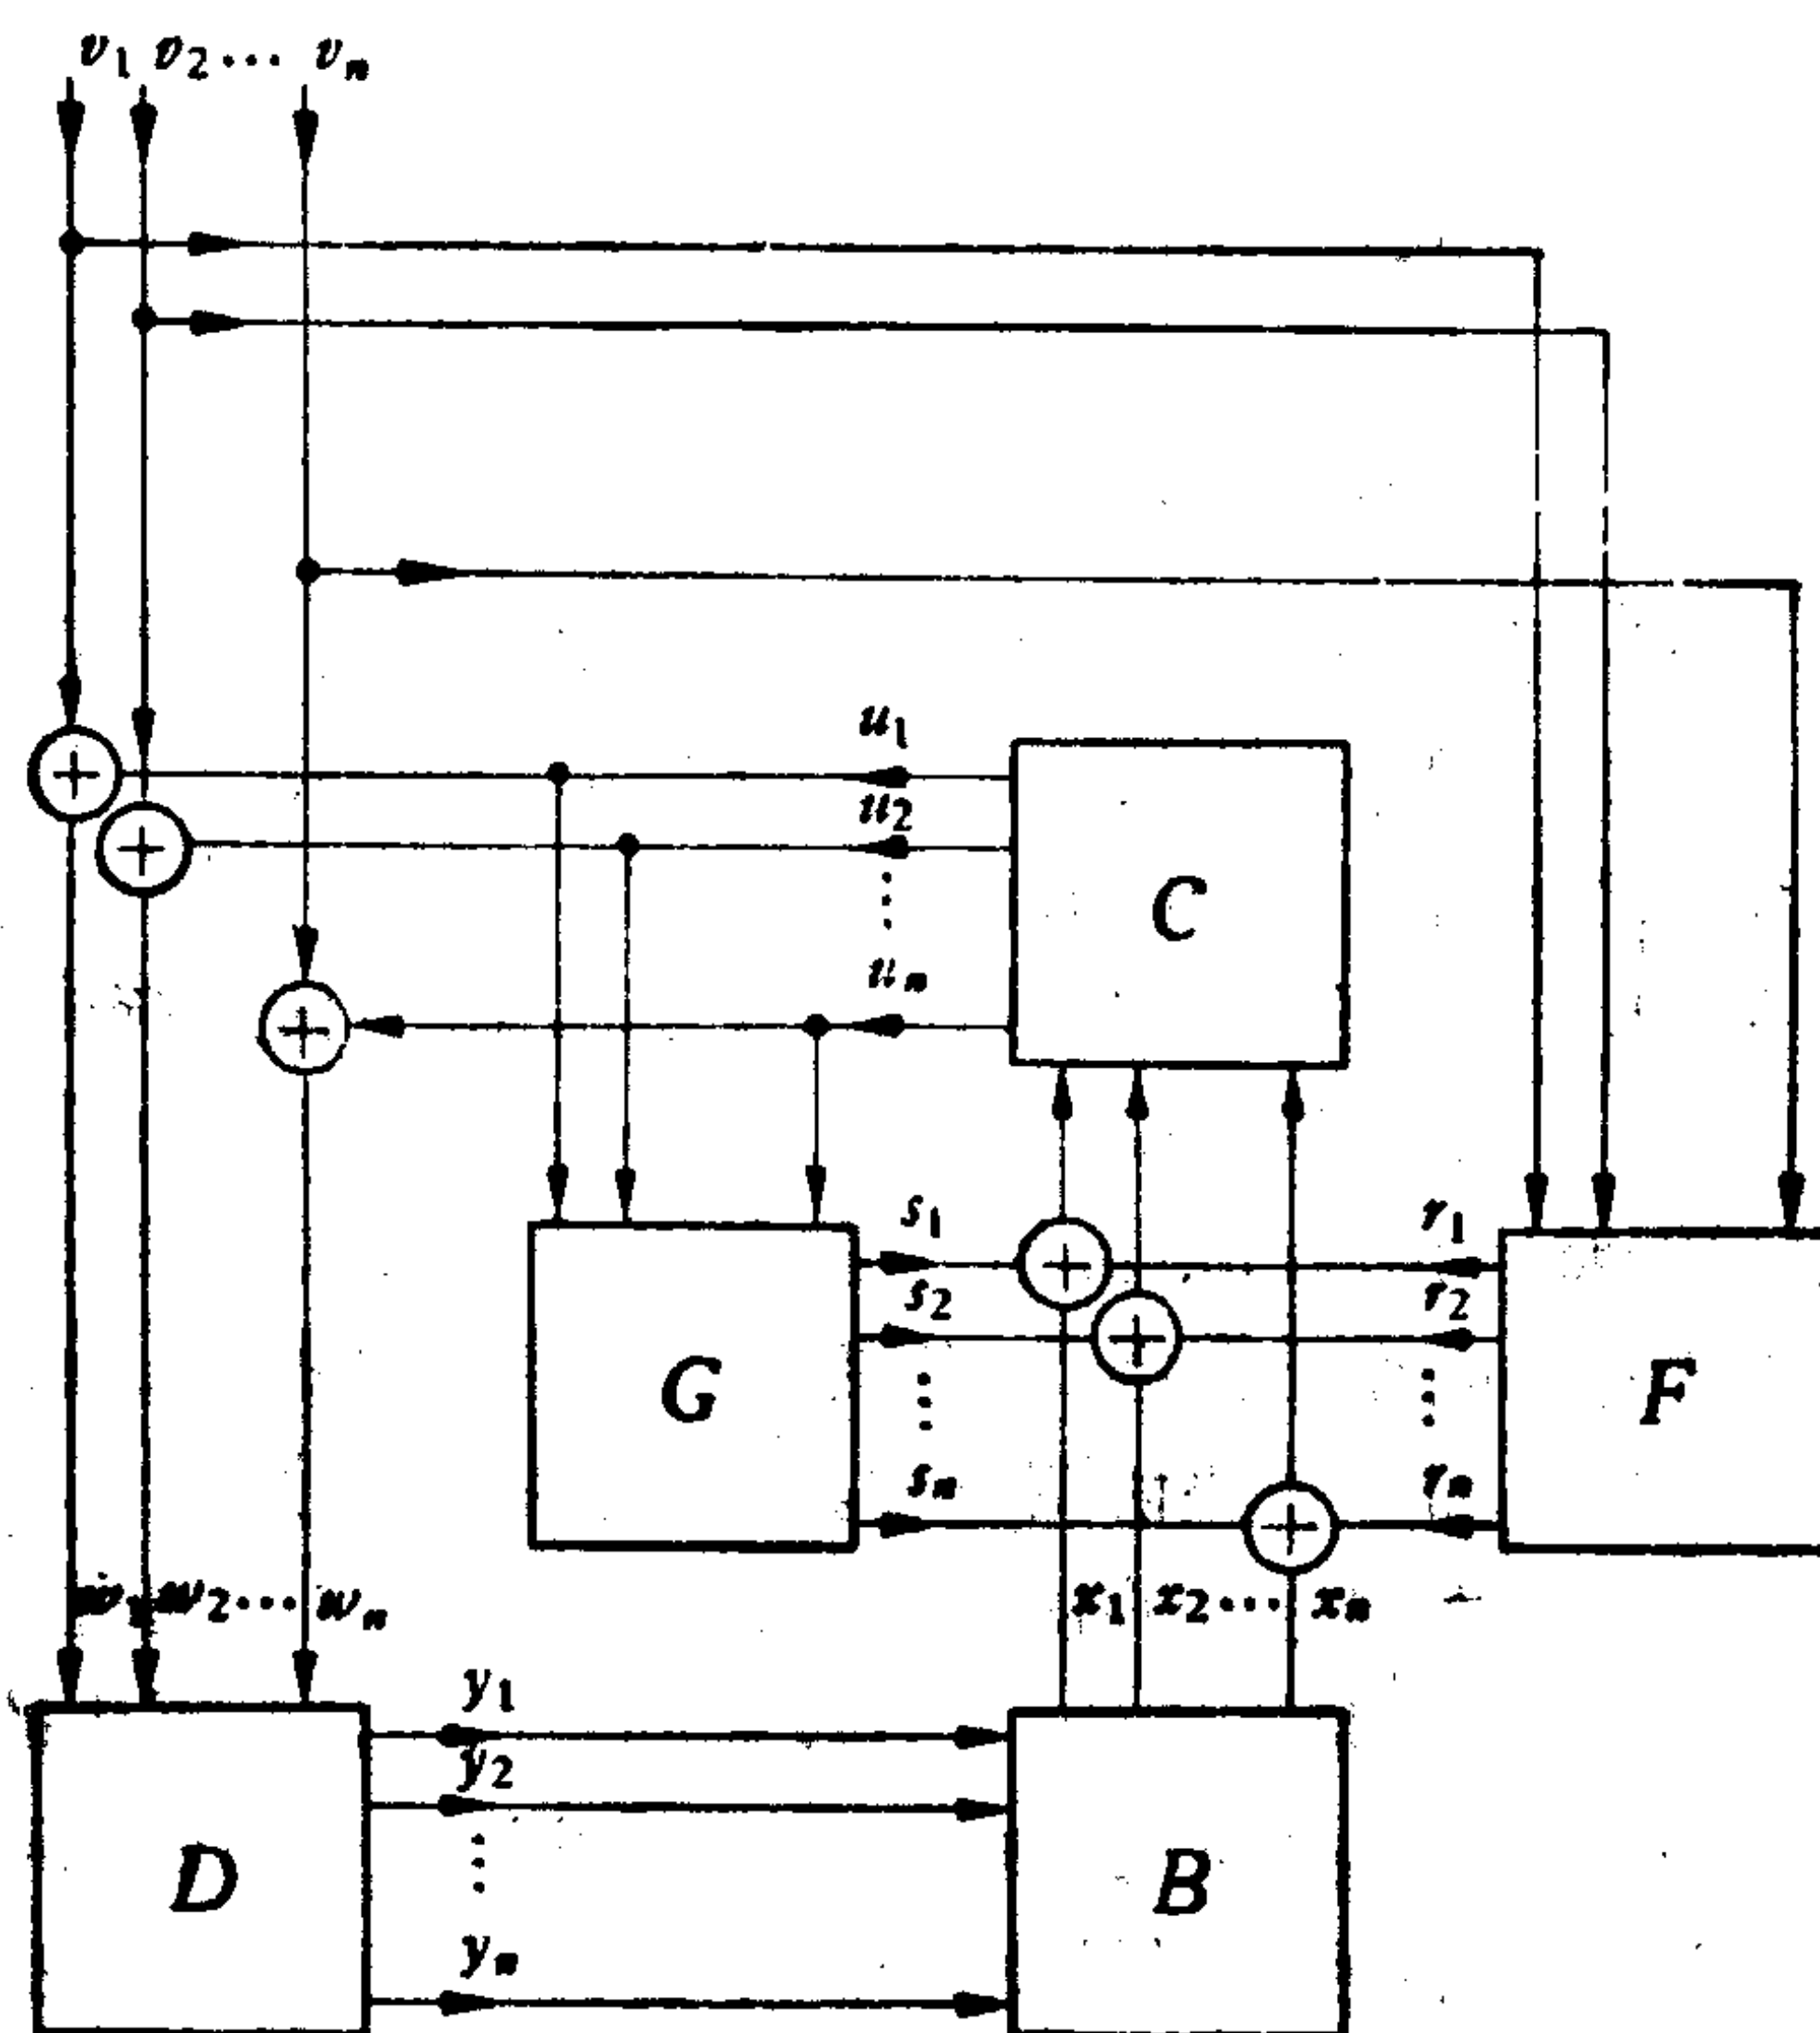 v₁ v₂ ... vₙ
u₁
u₂
⋮
uₙ
C
s₁
s₂
⋮
sₙ
G
r₁
r₂
⋮
rₙ
F
w₁ w₂ ... wₙ
x₁ x₂ ... xₙ
y₁
y₂
⋮
yₙ
D
B